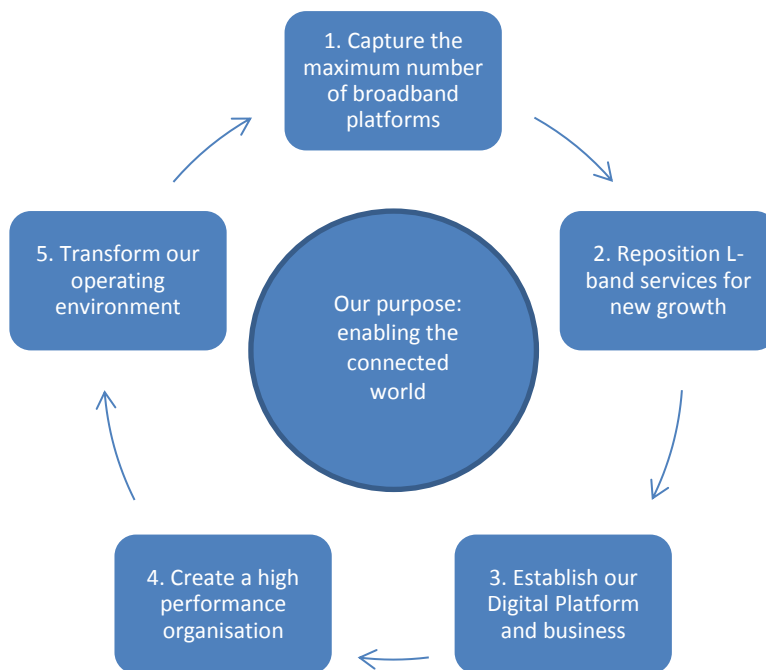 1. Capture the
maximum number
of broadband
platforms
2. Reposition L-
band services for
new growth
3. Establish our
Digital Platform
and business
4. Create a high
performance
organisation
5. Transform our
operating
environment
Our purpose:
enabling the
connected
world